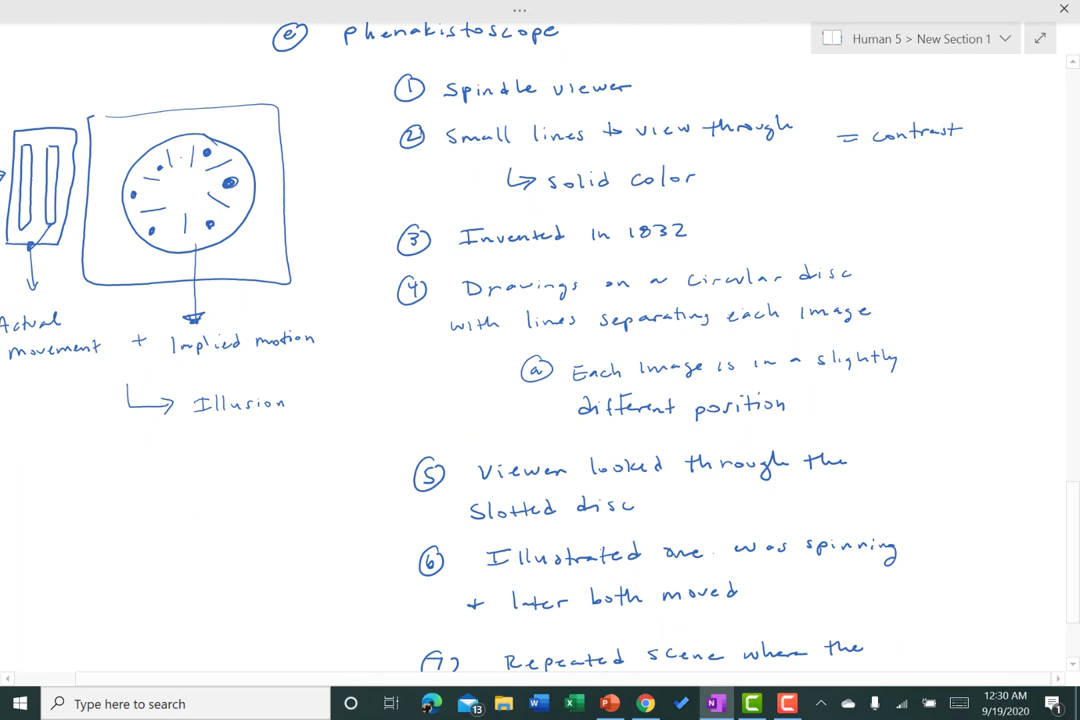 ...
Human 5 > New Section 1
e phenakistoscope
1 Spindle viewer
2 Small lines to view through = contrast
↳ solid color
3 Invented in 1832
4 Drawings on a circular disc
with lines separating each image
a Each image is in a slightly
different position
5 Viewer looked through the
Slotted disc
6 Illustrated one was spinning
+ later both moved
7 Repeated scene where the
Actual
movement + Implied motion
↳ Illusion
Type here to search
13
12:30 AM
9/19/2020
1